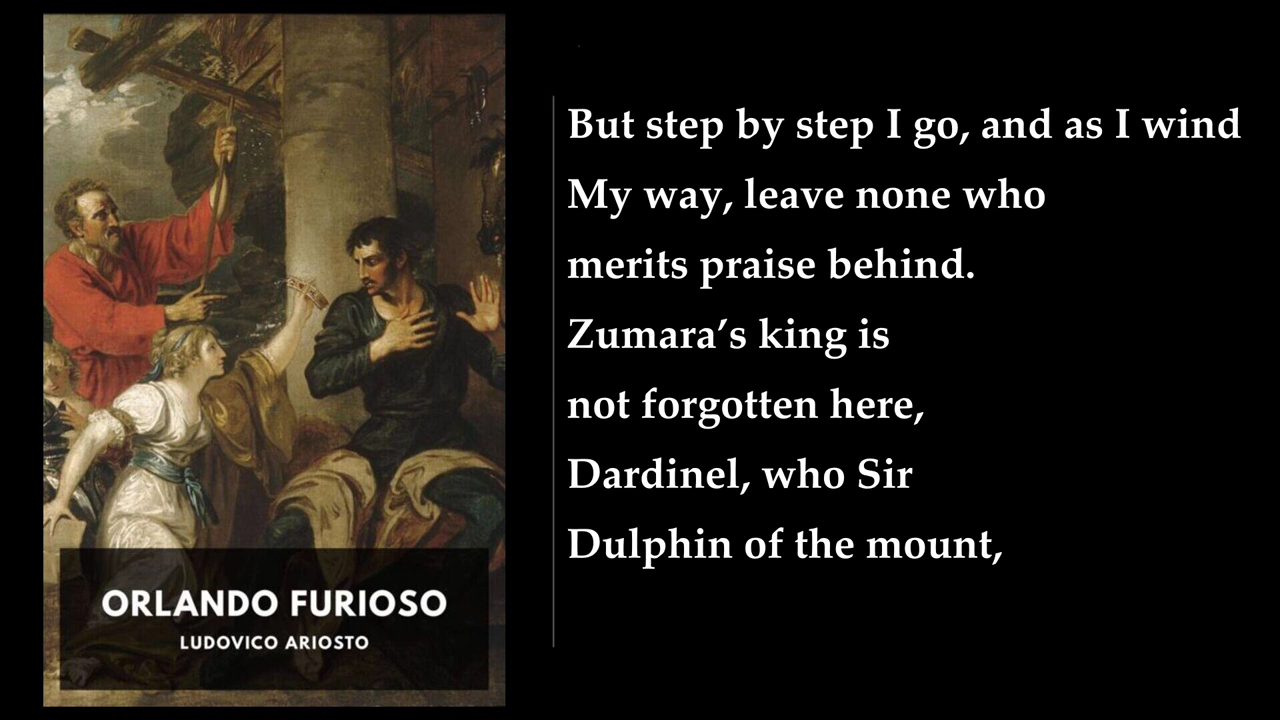 ORLANDO FURIOSO
LUDOVICO ARIOSTO
But step by step I go, and as I wind
My way, leave none who
merits praise behind.
Zumara’s king is
not forgotten here,
Dardinel, who Sir
Dulphin of the mount,